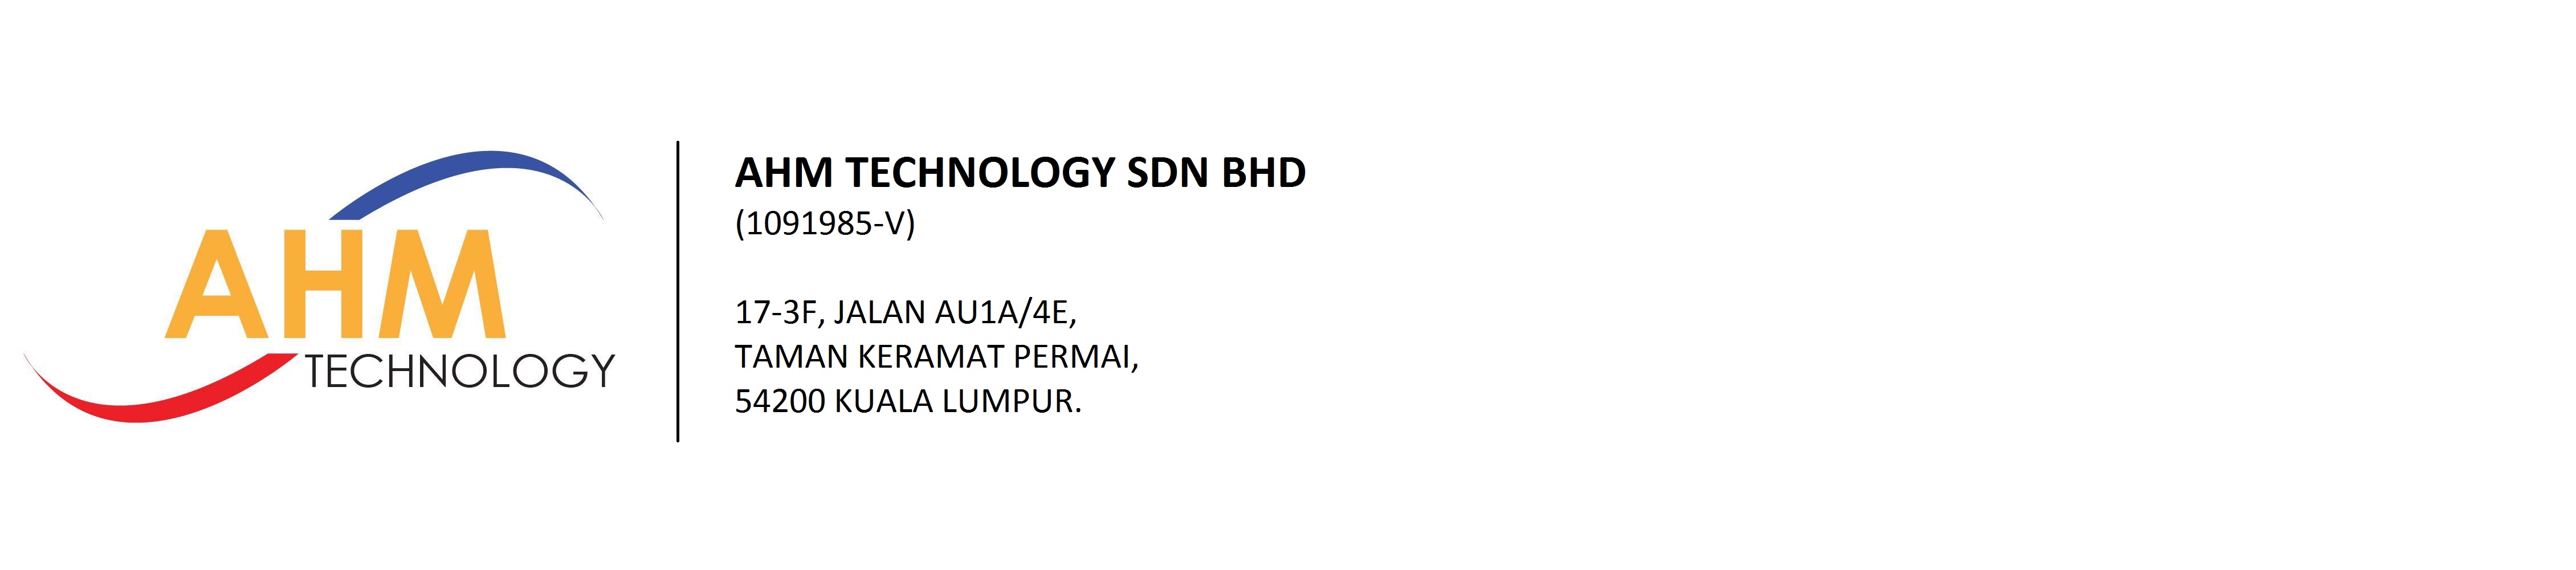 AHM
TECHNOLOGY
AHM TECHNOLOGY SDN BHD
(1091985-V)
17-3F, JALAN AU1A/4E,
TAMAN KERAMAT PERMAI,
54200 KUALA LUMPUR.